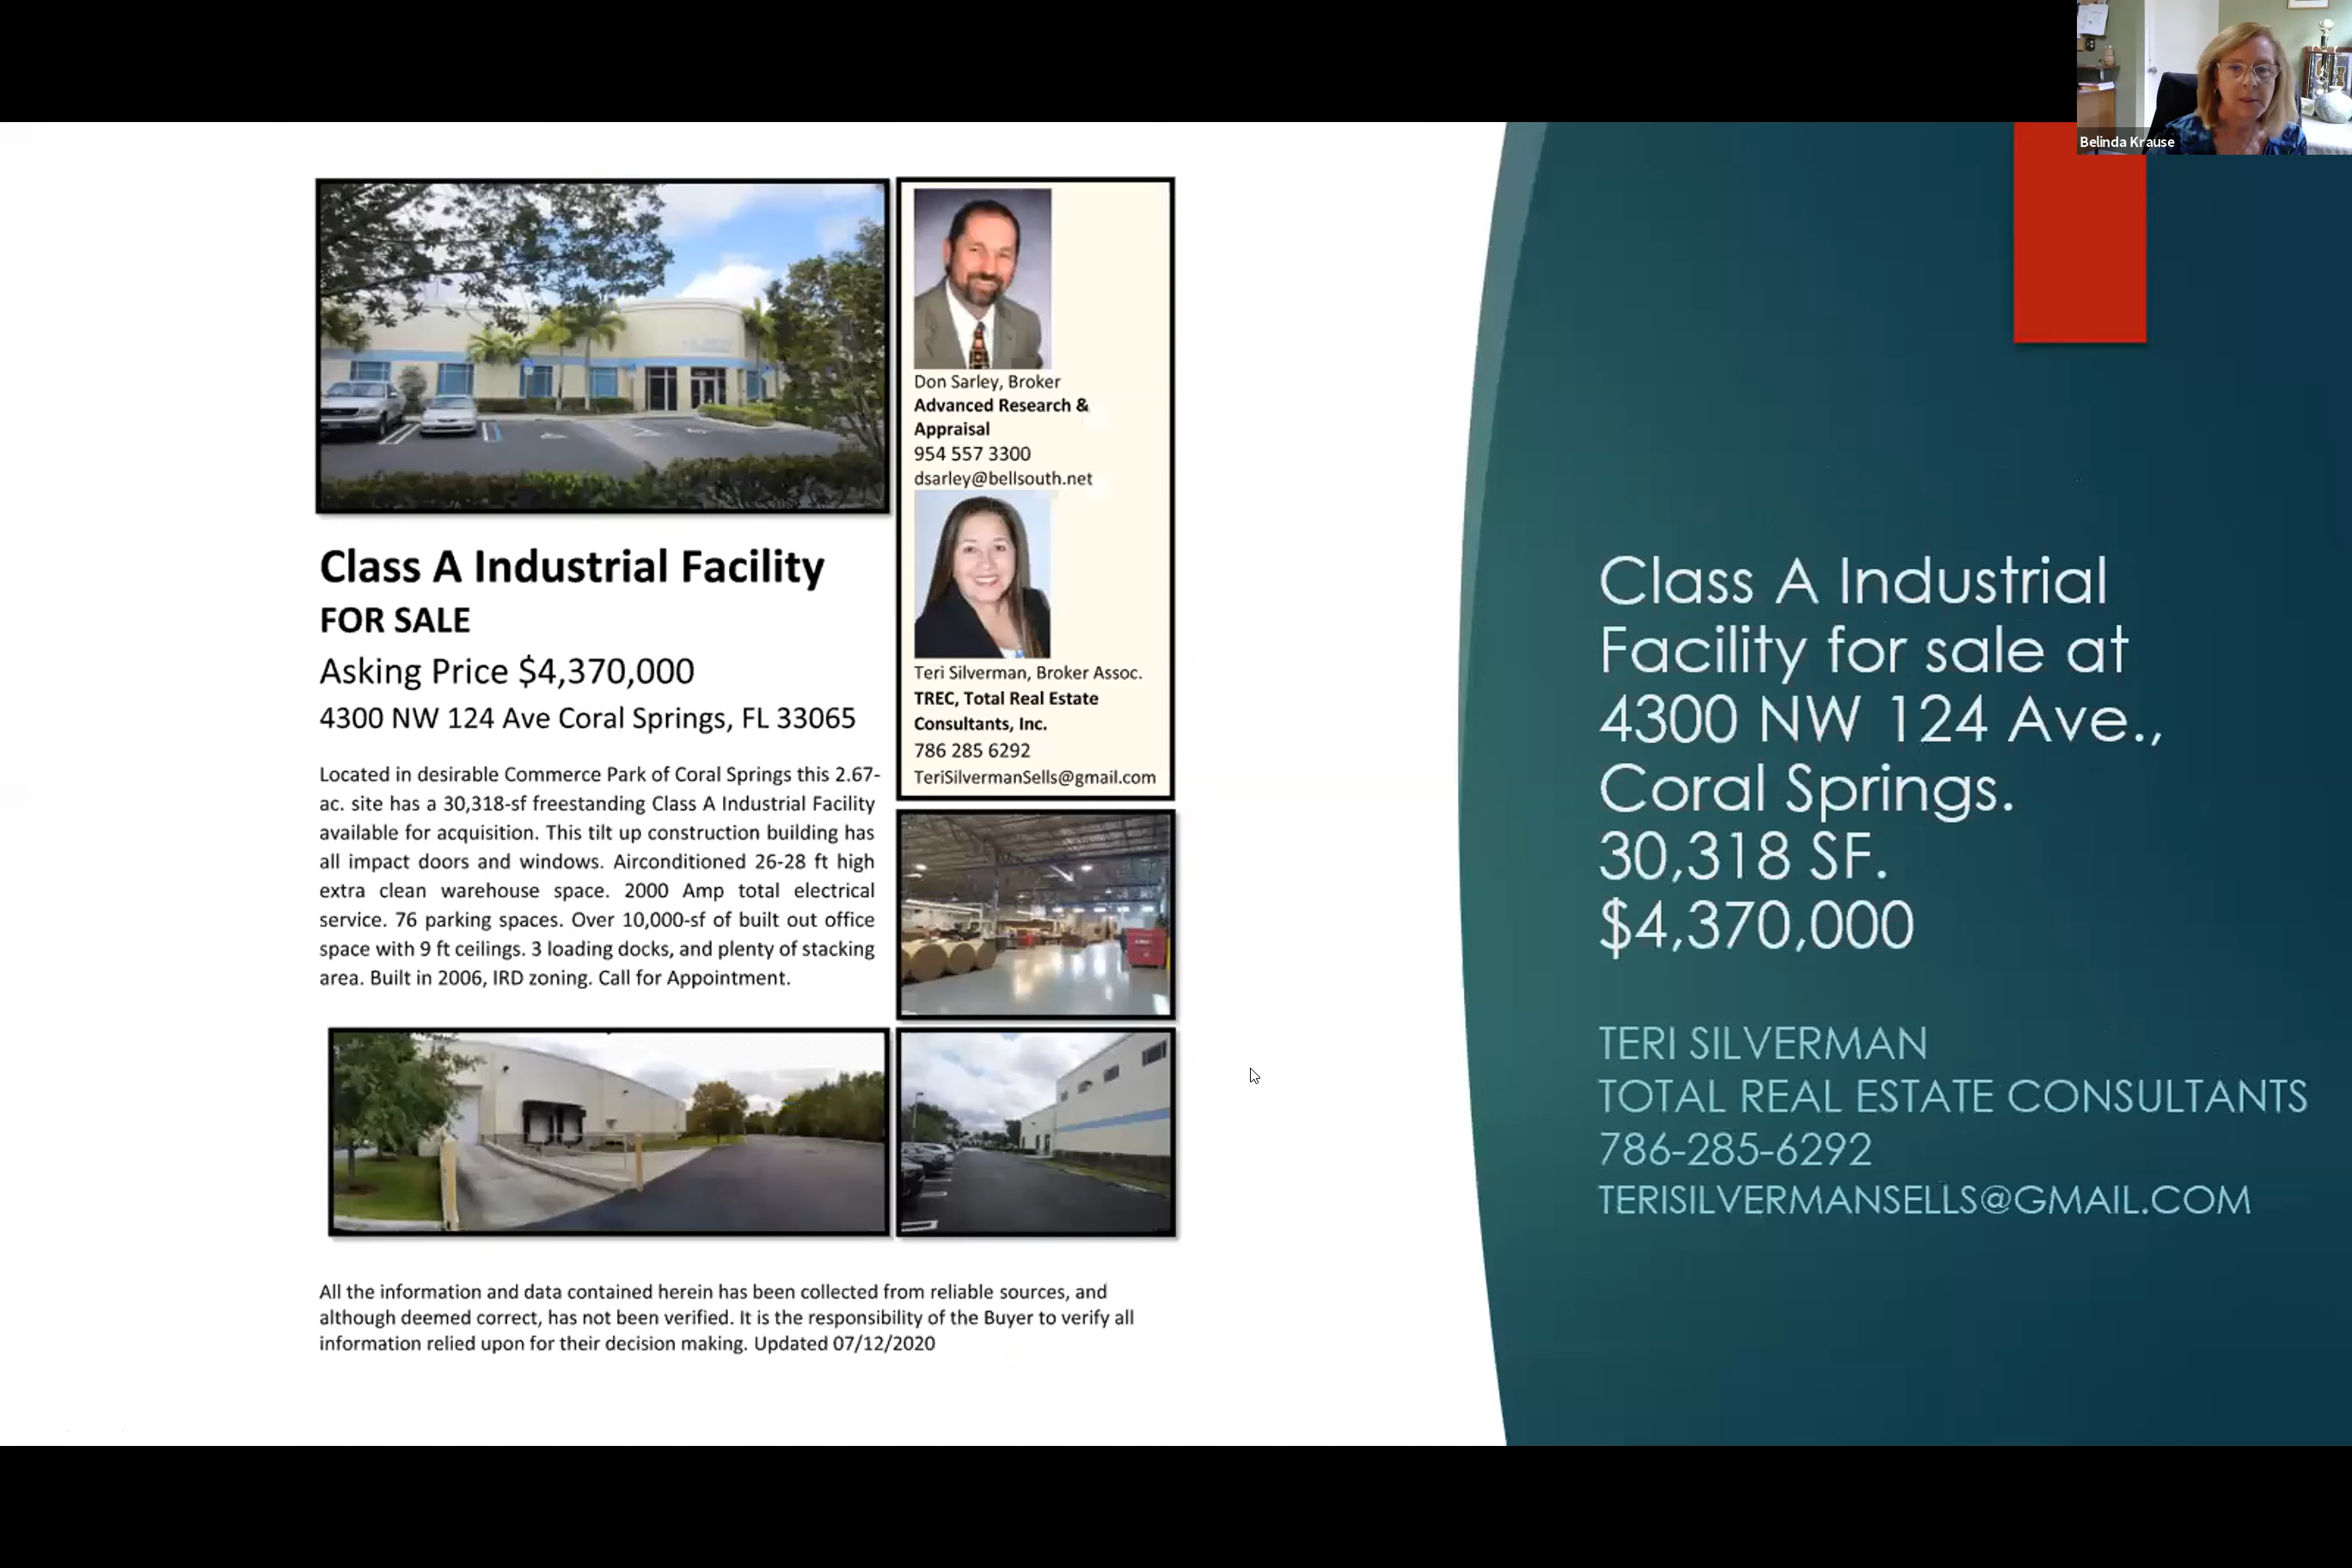 Belinda Krause
Don Sarley, Broker
Advanced Research &
Appraisal
954 557 3300
dsarley@bellsouth.net
Teri Silverman, Broker Assoc.
TREC, Total Real Estate
Consultants, Inc.
786 285 6292
TeriSilvermanSells@gmail.com
Class A Industrial Facility
FOR SALE
Asking Price $4,370,000
4300 NW 124 Ave Coral Springs, FL 33065
Located in desirable Commerce Park of Coral Springs this 2.67-
ac. site has a 30,318-sf freestanding Class A Industrial Facility
available for acquisition. This tilt up construction building has
all impact doors and windows. Airconditioned 26-28 ft high
extra clean warehouse space. 2000 Amp total electrical
service. 76 parking spaces. Over 10,000-sf of built out office
space with 9 ft ceilings. 3 loading docks, and plenty of stacking
area. Built in 2006, IRD zoning. Call for Appointment.
All the information and data contained herein has been collected from reliable sources, and
although deemed correct, has not been verified. It is the responsibility of the Buyer to verify all
information relied upon for their decision making. Updated 07/12/2020
Class A Industrial
Facility for sale at
4300 NW 124 Ave.,
Coral Springs.
30,318 SF.
$4,370,000
TERI SILVERMAN
TOTAL REAL ESTATE CONSULTANTS
786-285-6292
TERISILVERMANSELLS@GMAIL.COM